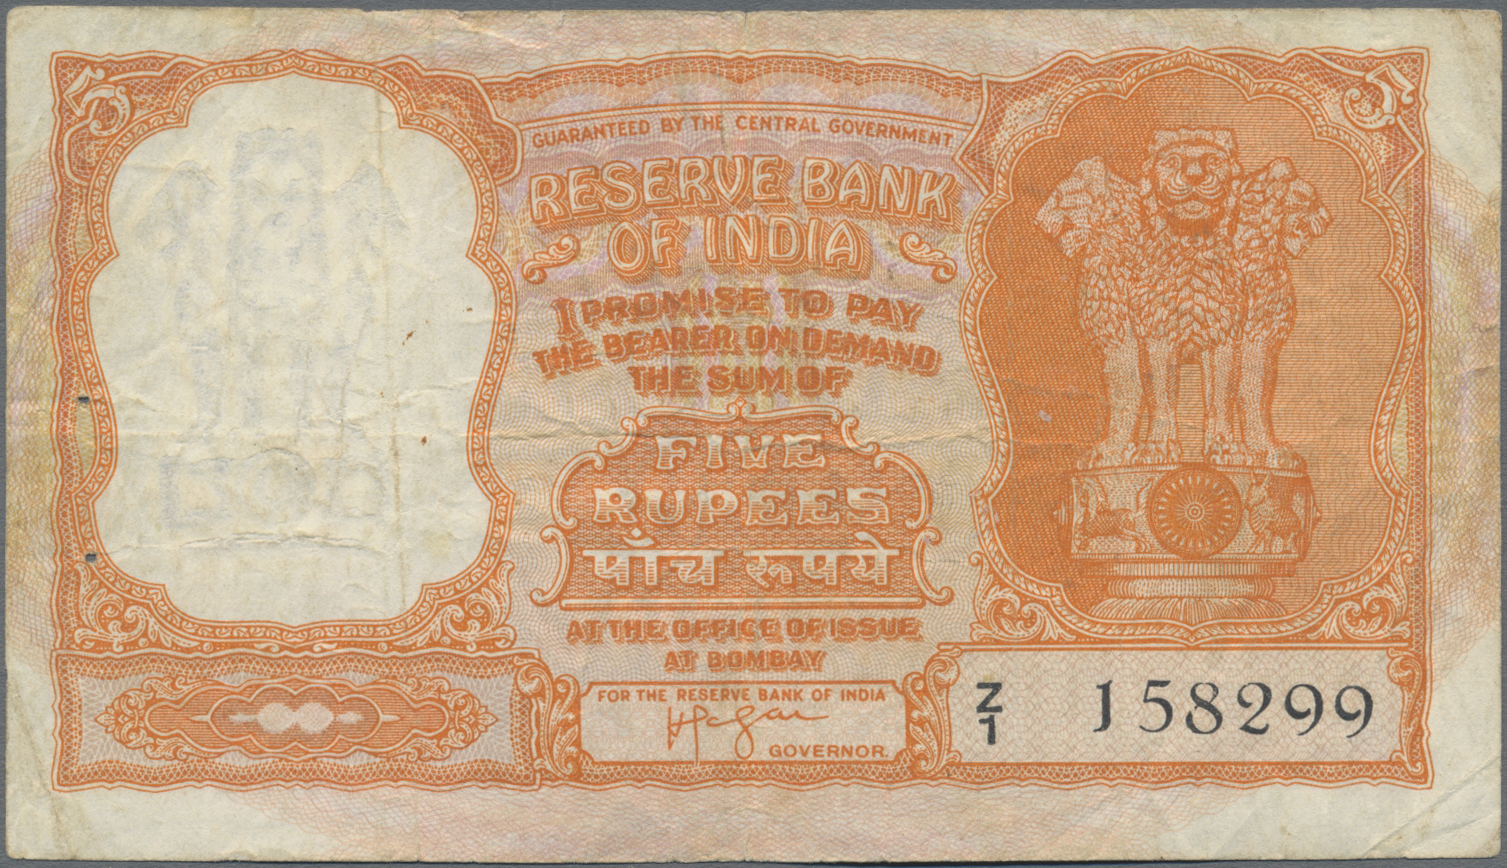 5
5
GUARANTEED BY THE CENTRAL GOVERNMENT
RESERVE BANK
OF INDIA
I PROMISE TO PAY
THE BEARER ON DEMAND
THE SUM OF
FIVE
RUPEES
पाँच रूपये
AT THE OFFICE OF ISSUE
AT BOMBAY
FOR THE RESERVE BANK OF INDIA
GOVERNOR.
Z/1 158299